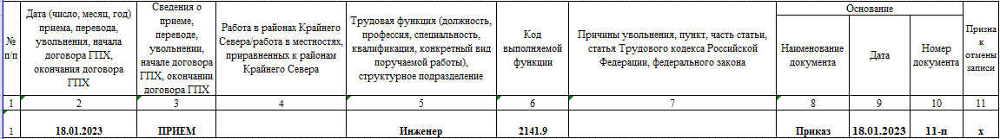 №
п/п
Дата (число, месяц, год)
приема, перевода,
увольнения, начала
договора ГПХ,
окончания договора
ГПХ
Сведения о
приеме,
переводе,
увольнении,
начале договора
ГПХ, окончании
договора ГПХ
Работа в районах Крайнего
Севера/работа в местностях,
приравненных к районам
Крайнего Севера
Трудовая функция (должность,
профессия, специальность,
квалификация, конкретный вид
поручаемой работы),
структурное подразделение
Код
выполняемой
функции
Причины увольнения, пункт, часть статьи,
статья Трудового кодекса Российской
Федерации, федерального закона
Основание
Наименование
документа
Дата
Номер
документа
Призна
к
отмены
записи
1 2 3 4 5 6 7 8 9 10 11
1 18.01.2023 ПРИЕМ Инженер 2141.9 Приказ 18.01.2023 11-п х